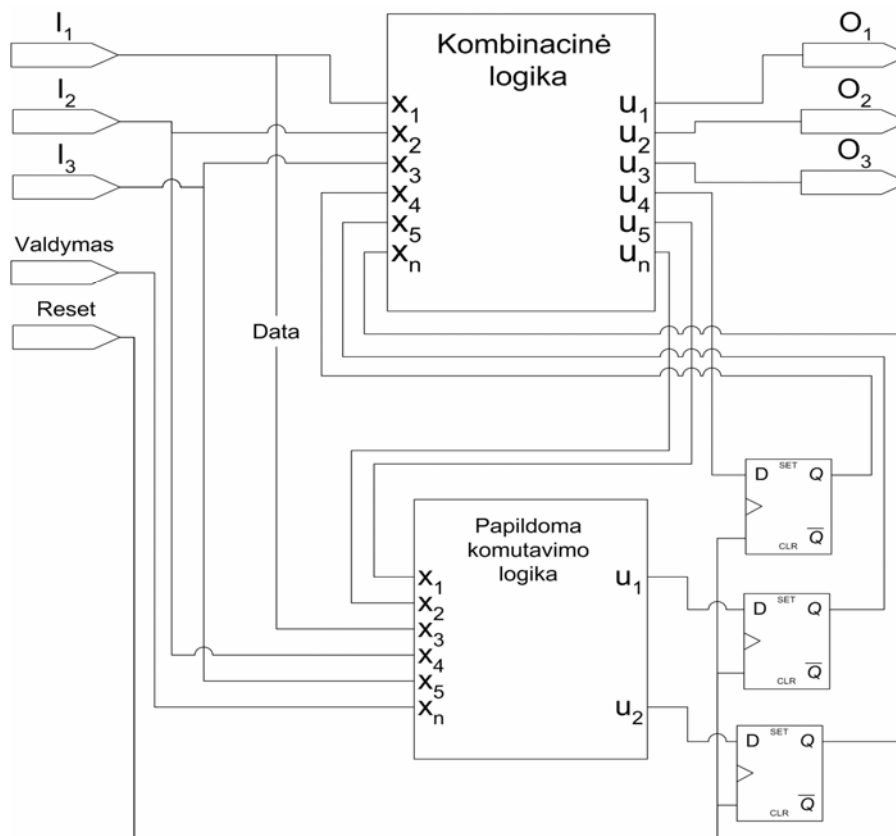 I1
I2
I3
Valdymas
Reset
Data
Kombinacinė
logika
x1
x2
x3
x4
x5
xn
u1
u2
u3
u4
u5
un
O1
O2
O3
Papildoma
komutavimo
logika
x1
x2
x3
x4
x5
xn
u1
u2
D SET Q
CLR Q̅
D SET Q
CLR Q̅
D SET Q
CLR Q̅